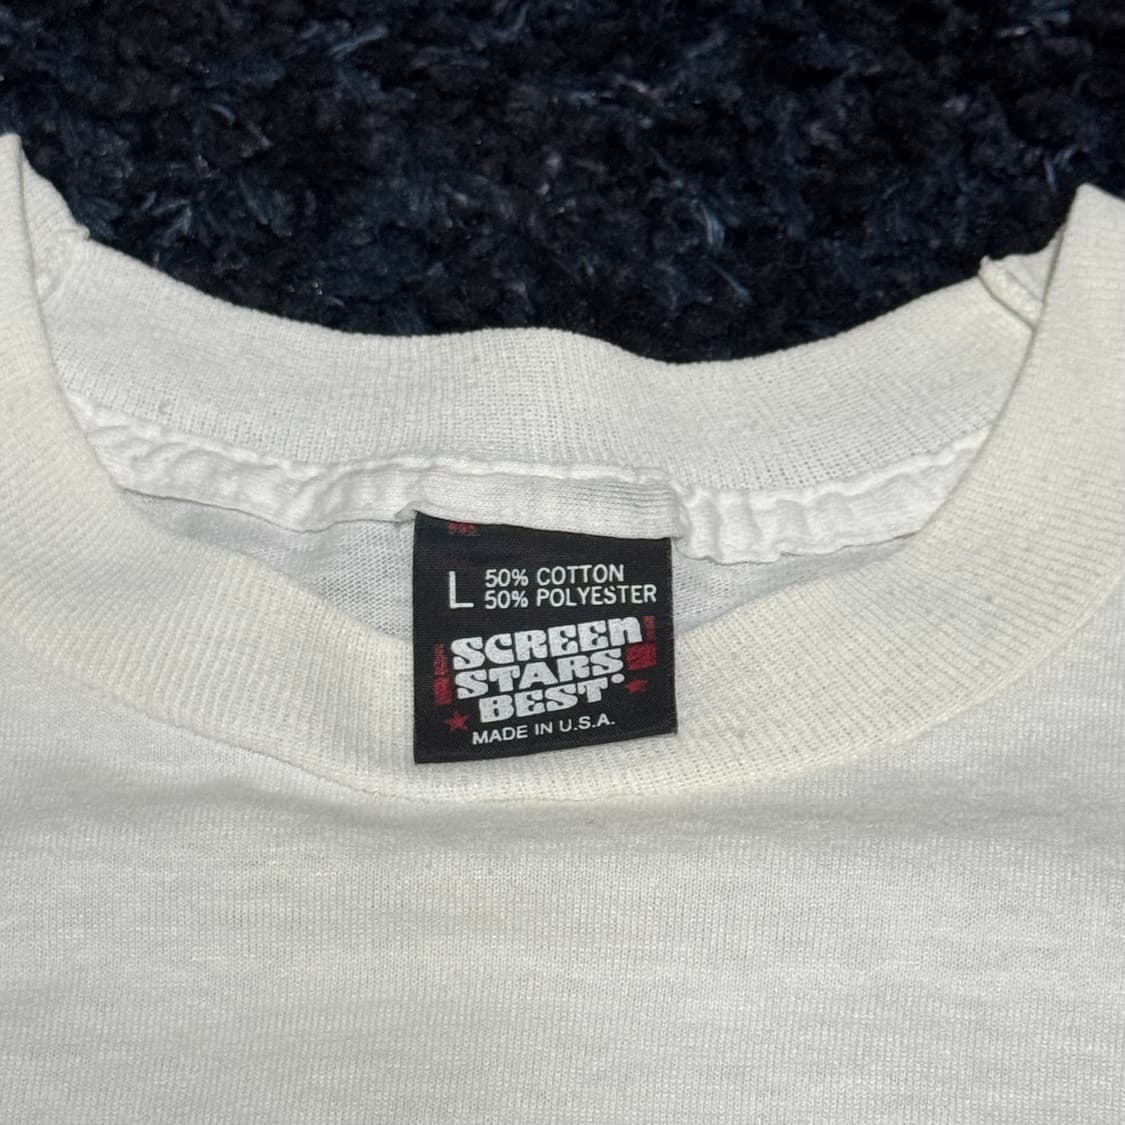 L 50% COTTON
50% POLYESTER
SCREEN
STARS
BEST
MADE IN U.S.A.